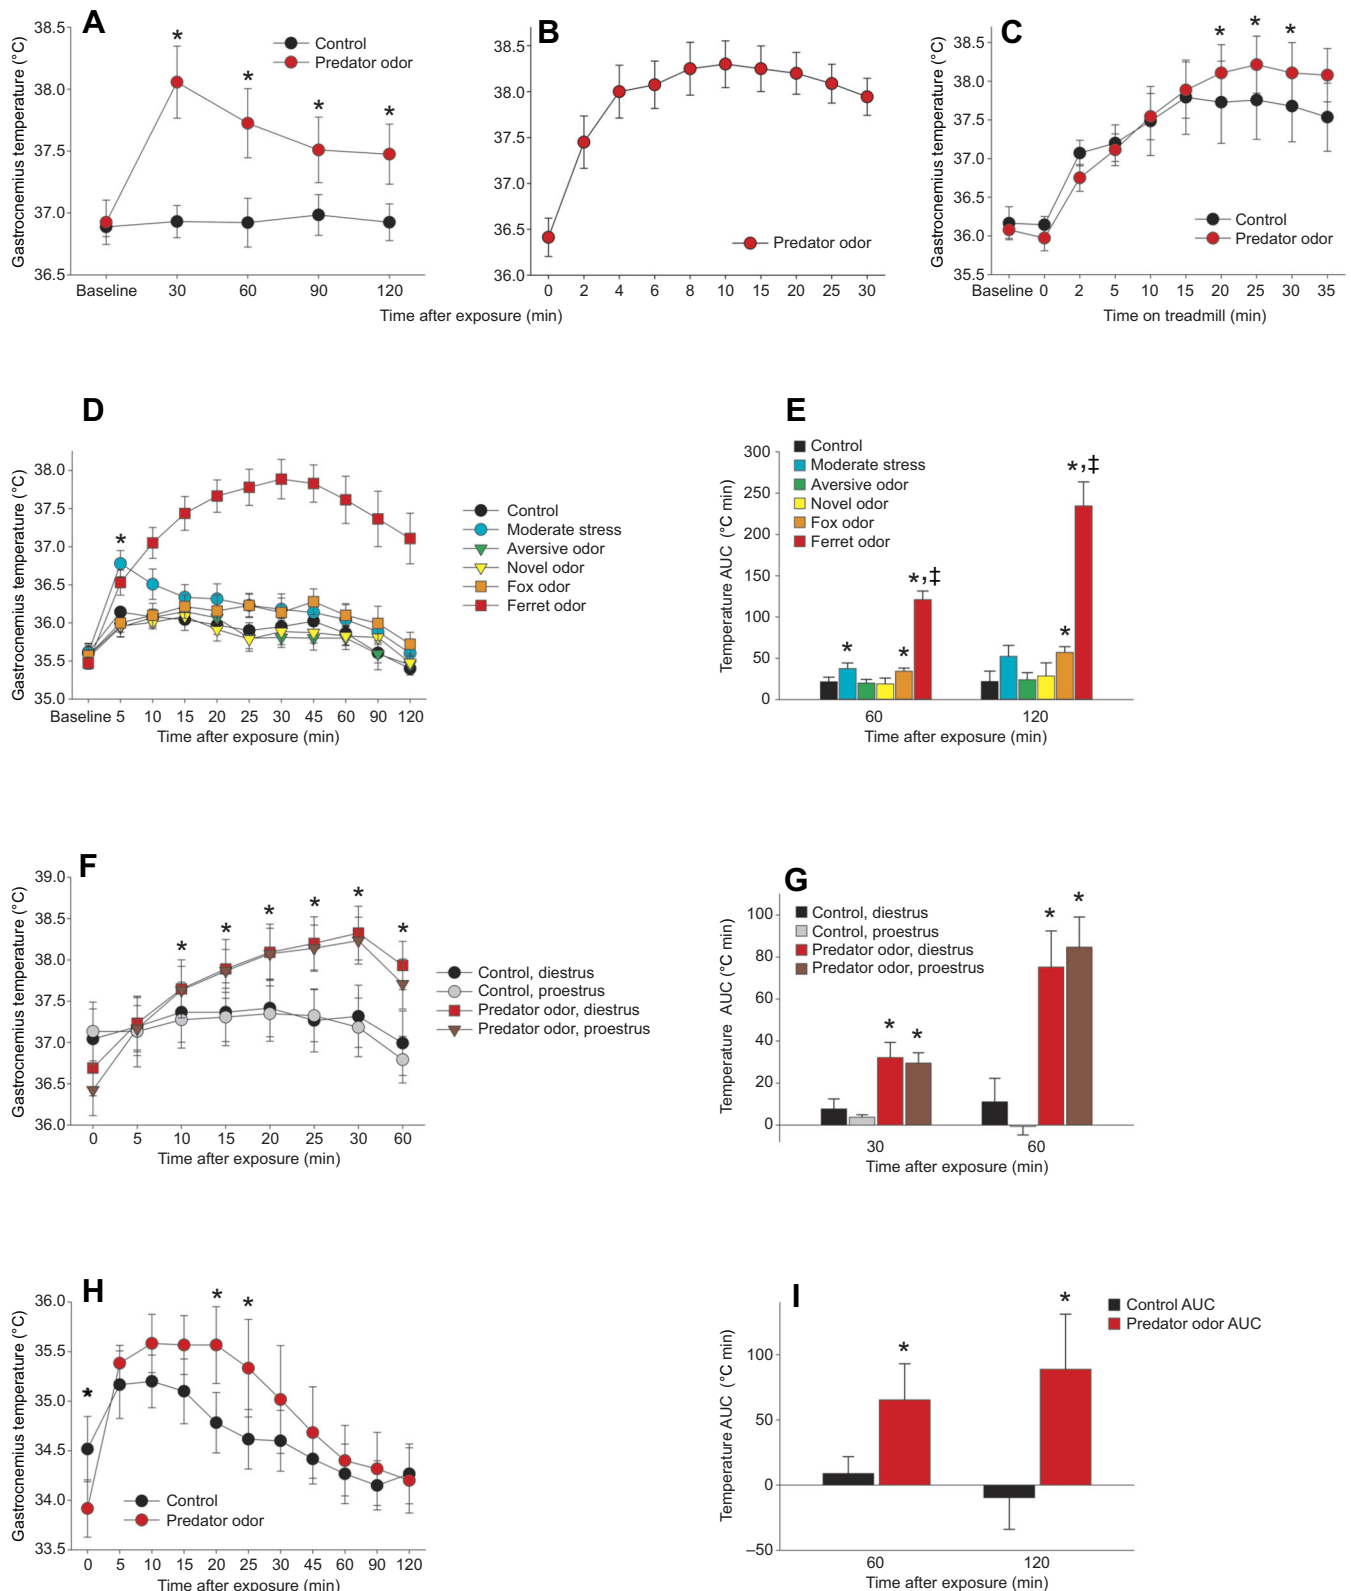 A
Gastrocnemius temperature (°C)
38.5
38.0
37.5
37.0
36.5
Control
Predator odor
*
*
*
*
Baseline 30 60 90 120
B
38.5
38.0
37.5
37.0
36.5
36.0
Predator odor
0 2 4 6 8 10 15 20 25 30
Time after exposure (min)
C
Gastrocnemius temperature (°C)
38.5
38.0
37.5
37.0
36.5
36.0
35.5
* * *
Control
Predator odor
Baseline 0 2 5 10 15 20 25 30 35
Time on treadmill (min)
D
Gastrocnemius temperature (°C)
38.0
37.5
37.0
36.5
36.0
35.5
35.0
*
Control
Moderate stress
Aversive odor
Novel odor
Fox odor
Ferret odor
Baseline 5 10 15 20 25 30 45 60 90 120
Time after exposure (min)
E
Temperature AUC (°C min)
300
250
200
150
100
50
0
Control
Moderate stress
Aversive odor
Novel odor
Fox odor
Ferret odor
* * *,‡
* *,‡
60 120
Time after exposure (min)
F
Gastrocnemius temperature (°C)
39.0
38.5
38.0
37.5
37.0
36.5
36.0
* * * * * *
Control, diestrus
Control, proestrus
Predator odor, diestrus
Predator odor, proestrus
0 5 10 15 20 25 30 60
Time after exposure (min)
G
Temperature AUC (°C min)
100
80
60
40
20
0
Control, diestrus
Control, proestrus
Predator odor, diestrus
Predator odor, proestrus
* *
* *
30 60
Time after exposure (min)
H
Gastrocnemius temperature (°C)
36.0
35.5
35.0
34.5
34.0
33.5
* * *
Control
Predator odor
0 5 10 15 20 25 30 45 60 90 120
Time after exposure (min)
I
Temperature AUC (°C min)
100
50
0
–50
* *
Control AUC
Predator odor AUC
60 120
Time after exposure (min)